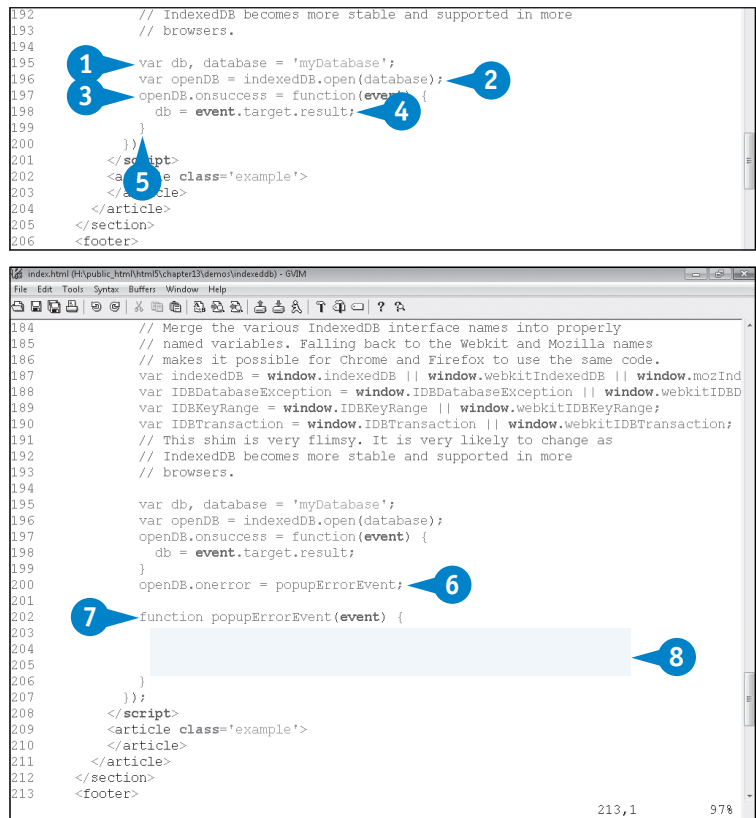 192 // IndexedDB becomes more stable and supported in more
193 // browsers.
194
195 var db, database = 'myDatabase';
1
196 var openDB = indexedDB.open(database);
2
197 openDB.onsuccess = function(event) {
3
198 db = event.target.result;
4
199 }
200 })
201 </script>
5
202 class='example'>
203
204 </article>
205 </section>
206 <footer>
index.html (H:\public_html\html5\chapter13\demos\indexeddb) - GVIM
File Edit Tools Syntax Buffers Window Help
184 // Merge the various IndexedDB interface names into properly
185 // named variables. Falling back to the Webkit and Mozilla names
186 // makes it possible for Chrome and Firefox to use the same code.
187 var indexedDB = window.indexedDB || window.webkitIndexedDB || window.mozInd
188 var IDBDatabaseException = window.IDBDatabaseException || window.webkitIDBD
189 var IDBKeyRange = window.IDBKeyRange || window.webkitIDBKeyRange;
190 var IDBTransaction = window.IDBTransaction || window.webkitIDBTransaction;
191 // This shim is very flimsy. It is very likely to change as
192 // IndexedDB becomes more stable and supported in more
193 // browsers.
194
195 var db, database = 'myDatabase';
196 var openDB = indexedDB.open(database);
197 openDB.onsuccess = function(event) {
198 db = event.target.result;
199 }
200 openDB.onerror = popupErrorEvent;
6
201
202 function popupErrorEvent(event) {
7
203
204
8
205
206 }
207 });
208 </script>
209 <article class='example'>
210 </article>
211 </article>
212 </section>
213 <footer>
213,1 97%